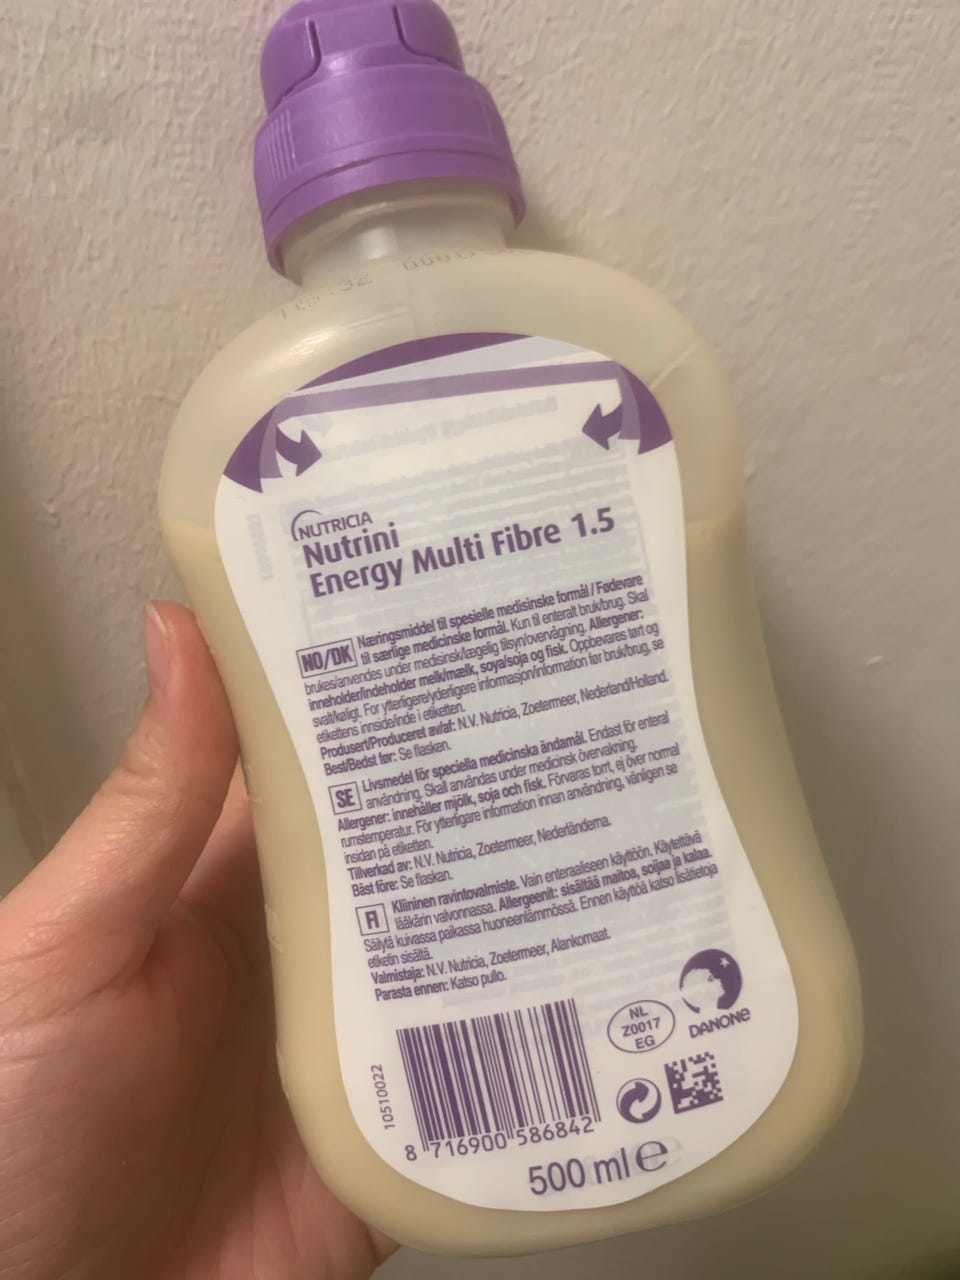 NUTRICIA
Nutrini
Energy Multi Fibre 1.5
NO/DK Næringsmiddel til spesielle medisinske formål / Fødevare
til særlige medicinske formål. Kun til enteralt bruk/brug. Skal
brukes/anvendes under medisinsk/lægelig tilsyn/overvågning. Allergener:
inneholder/indeholder melk/mælk, soya/soja og fisk. Oppbevares tørt og
svalt/køligt. For ytterligere/yderligere informasjon/information før bruk/brug, se
etikettens innside/inde i etiketten.
Produsert/Produceret av/af: N.V. Nutricia, Zoetermeer, Nederland/Holland.
Best/Bedst før: Se flasken.
SE Livsmedel för speciella medicinska ändamål. Endast för enteral
användning. Skall användas under medicinsk övervakning.
Allergener: innehåller mjölk, soja och fisk. Förvaras torrt, ej över normal
rumstemperatur. För ytterligare information innan användning, vänligen se
insidan på etiketten.
Tillverkad av: N.V. Nutricia, Zoetermeer, Nederländerna.
Bäst före: Se flaskan.
FI Kliininen ravintovalmiste. Vain enteraaliseen käyttöön. Käytettävä
lääkärin valvonnassa. Allergeenit: sisältää maitoa, soijaa ja kalaa.
Säilytä kuivassa paikassa huoneenlämmössä. Ennen käyttöä katso lisätietoja
etiketin sisältä.
Valmistaja: N.V. Nutricia, Zoetermeer, Alankomaat.
Parasta ennen: Katso pullo.
NL
Z0017
EG
DANONE
10510022
8 716900 586842
500 ml e